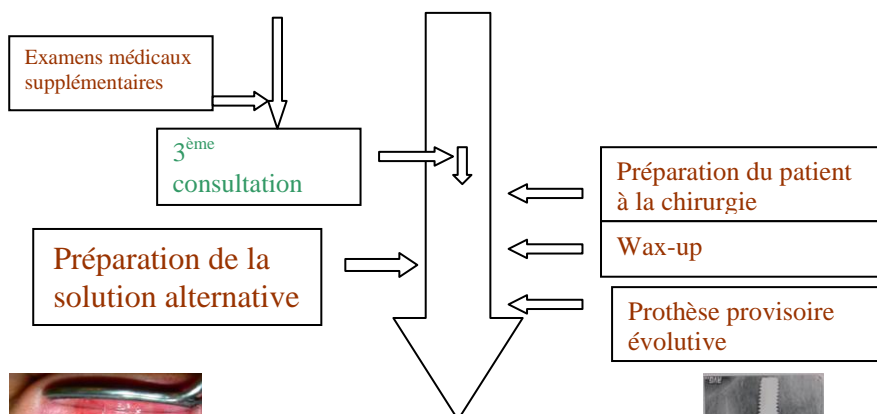 Examens médicaux
supplémentaires
3ème
consultation
Préparation du patient
à la chirurgie
Wax-up
Préparation de la
solution alternative
Prothèse provisoire
évolutive